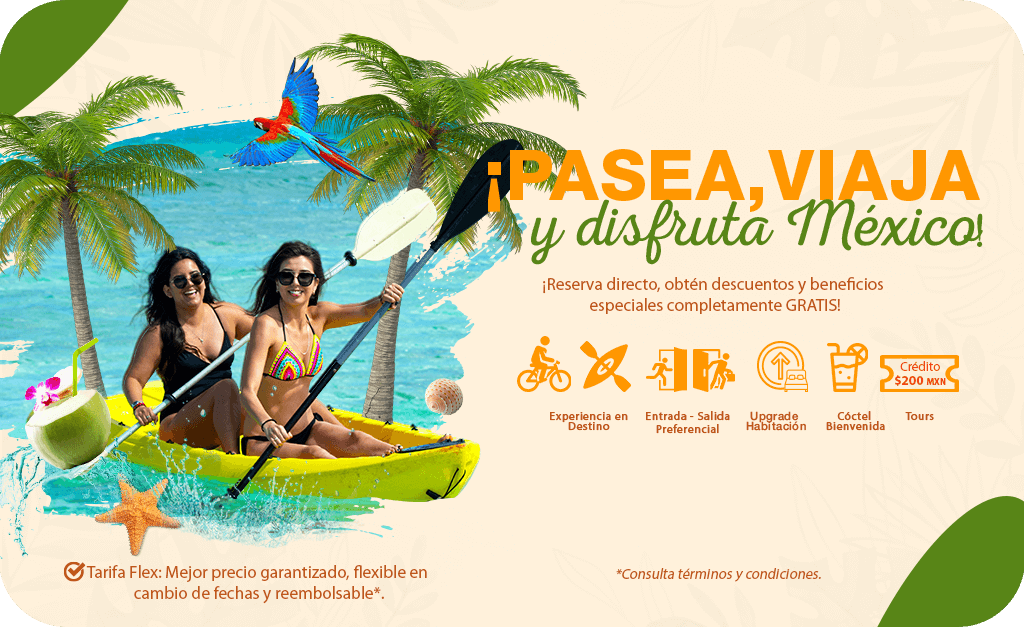 ¡PASEA, VIAJA
y disfruta México!
¡Reserva directo, obtén descuentos y beneficios
especiales completamente GRATIS!
Crédito
$200 MXN
Experiencia en
Destino
Entrada - Salida
Preferencial
Upgrade
Habitación
Cóctel
Bienvenida
Tours
Tarifa Flex: Mejor precio garantizado, flexible en
cambio de fechas y reembolsable*.
*Consulta términos y condiciones.